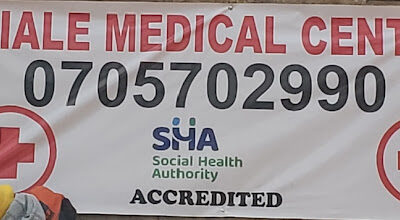 IALE MEDICAL CENT
0705702990
SHA
Social Health
Authority
ACCREDITED